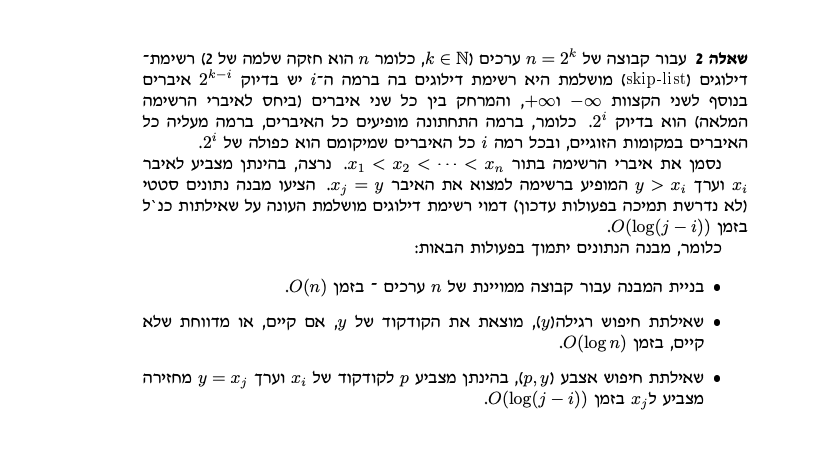 שאלה 2 עבור קבוצה של n = 2^k ערכים (k ∈ ℕ, כלומר n הוא חזקה שלמה של 2) רשימת־
דילוגים (skip-list) מושלמת היא רשימת דילוגים בה ברמה ה־i יש בדיוק 2^{k−i} איברים
בנוסף לשני הקצוות −∞ ו∞+, והמרחק בין כל שני איברים (ביחס לאיברי הרשימה
המלאה) הוא בדיוק 2^i. כלומר, ברמה התחתונה מופיעים כל האיברים, ברמה מעליה כל
האיברים במקומות הזוגיים, ובכל רמה i כל האיברים שמיקומם הוא כפולה של 2^i.
נסמן את איברי הרשימה בתור x_1 < x_2 < ⋯ < x_n. נרצה, בהינתן מצביע לאיבר
x_i וערך y > x_i המופיע ברשימה למצוא את האיבר x_j = y. הציעו מבנה נתונים סטטי
(לא נדרשת תמיכה בפעולות עדכון) דמוי רשימת דילוגים מושלמת העונה על שאילתות כנ`ל
בזמן O(log(j − i)).
כלומר, מבנה הנתונים יתמוך בפעולות הבאות:
• בניית המבנה עבור קבוצה ממויינת של n ערכים ־ בזמן O(n).
• שאילתת חיפוש רגילה(y), מוצאת את הקודקוד של y, אם קיים, או מדווחת שלא
קיים, בזמן O(log n).
• שאילתת חיפוש אצבע (p, y), בהינתן מצביע p לקודקוד של x_i וערך y = x_j מחזירה
מצביע לx_j בזמן O(log(j − i)).